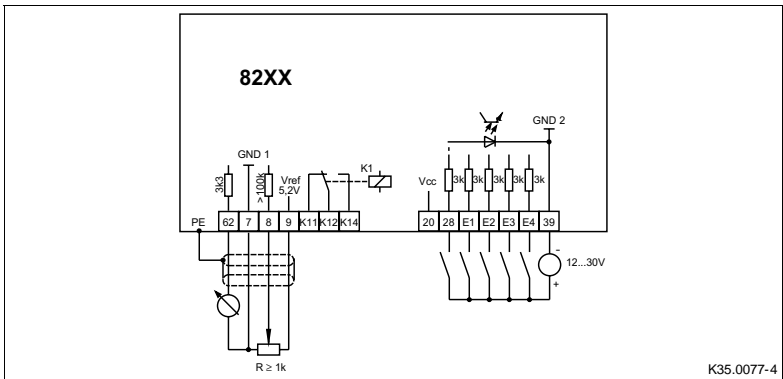 82XX
GND 2
GND 1
K1
3k3
>100k
Vref
5,2V
Vcc
3k 3k 3k 3k 3k
PE 62 7 8 9 K11 K12 K14
20 28 E1 E2 E3 E4 39
-
12...30V
+
R ≥ 1k
K35.0077-4